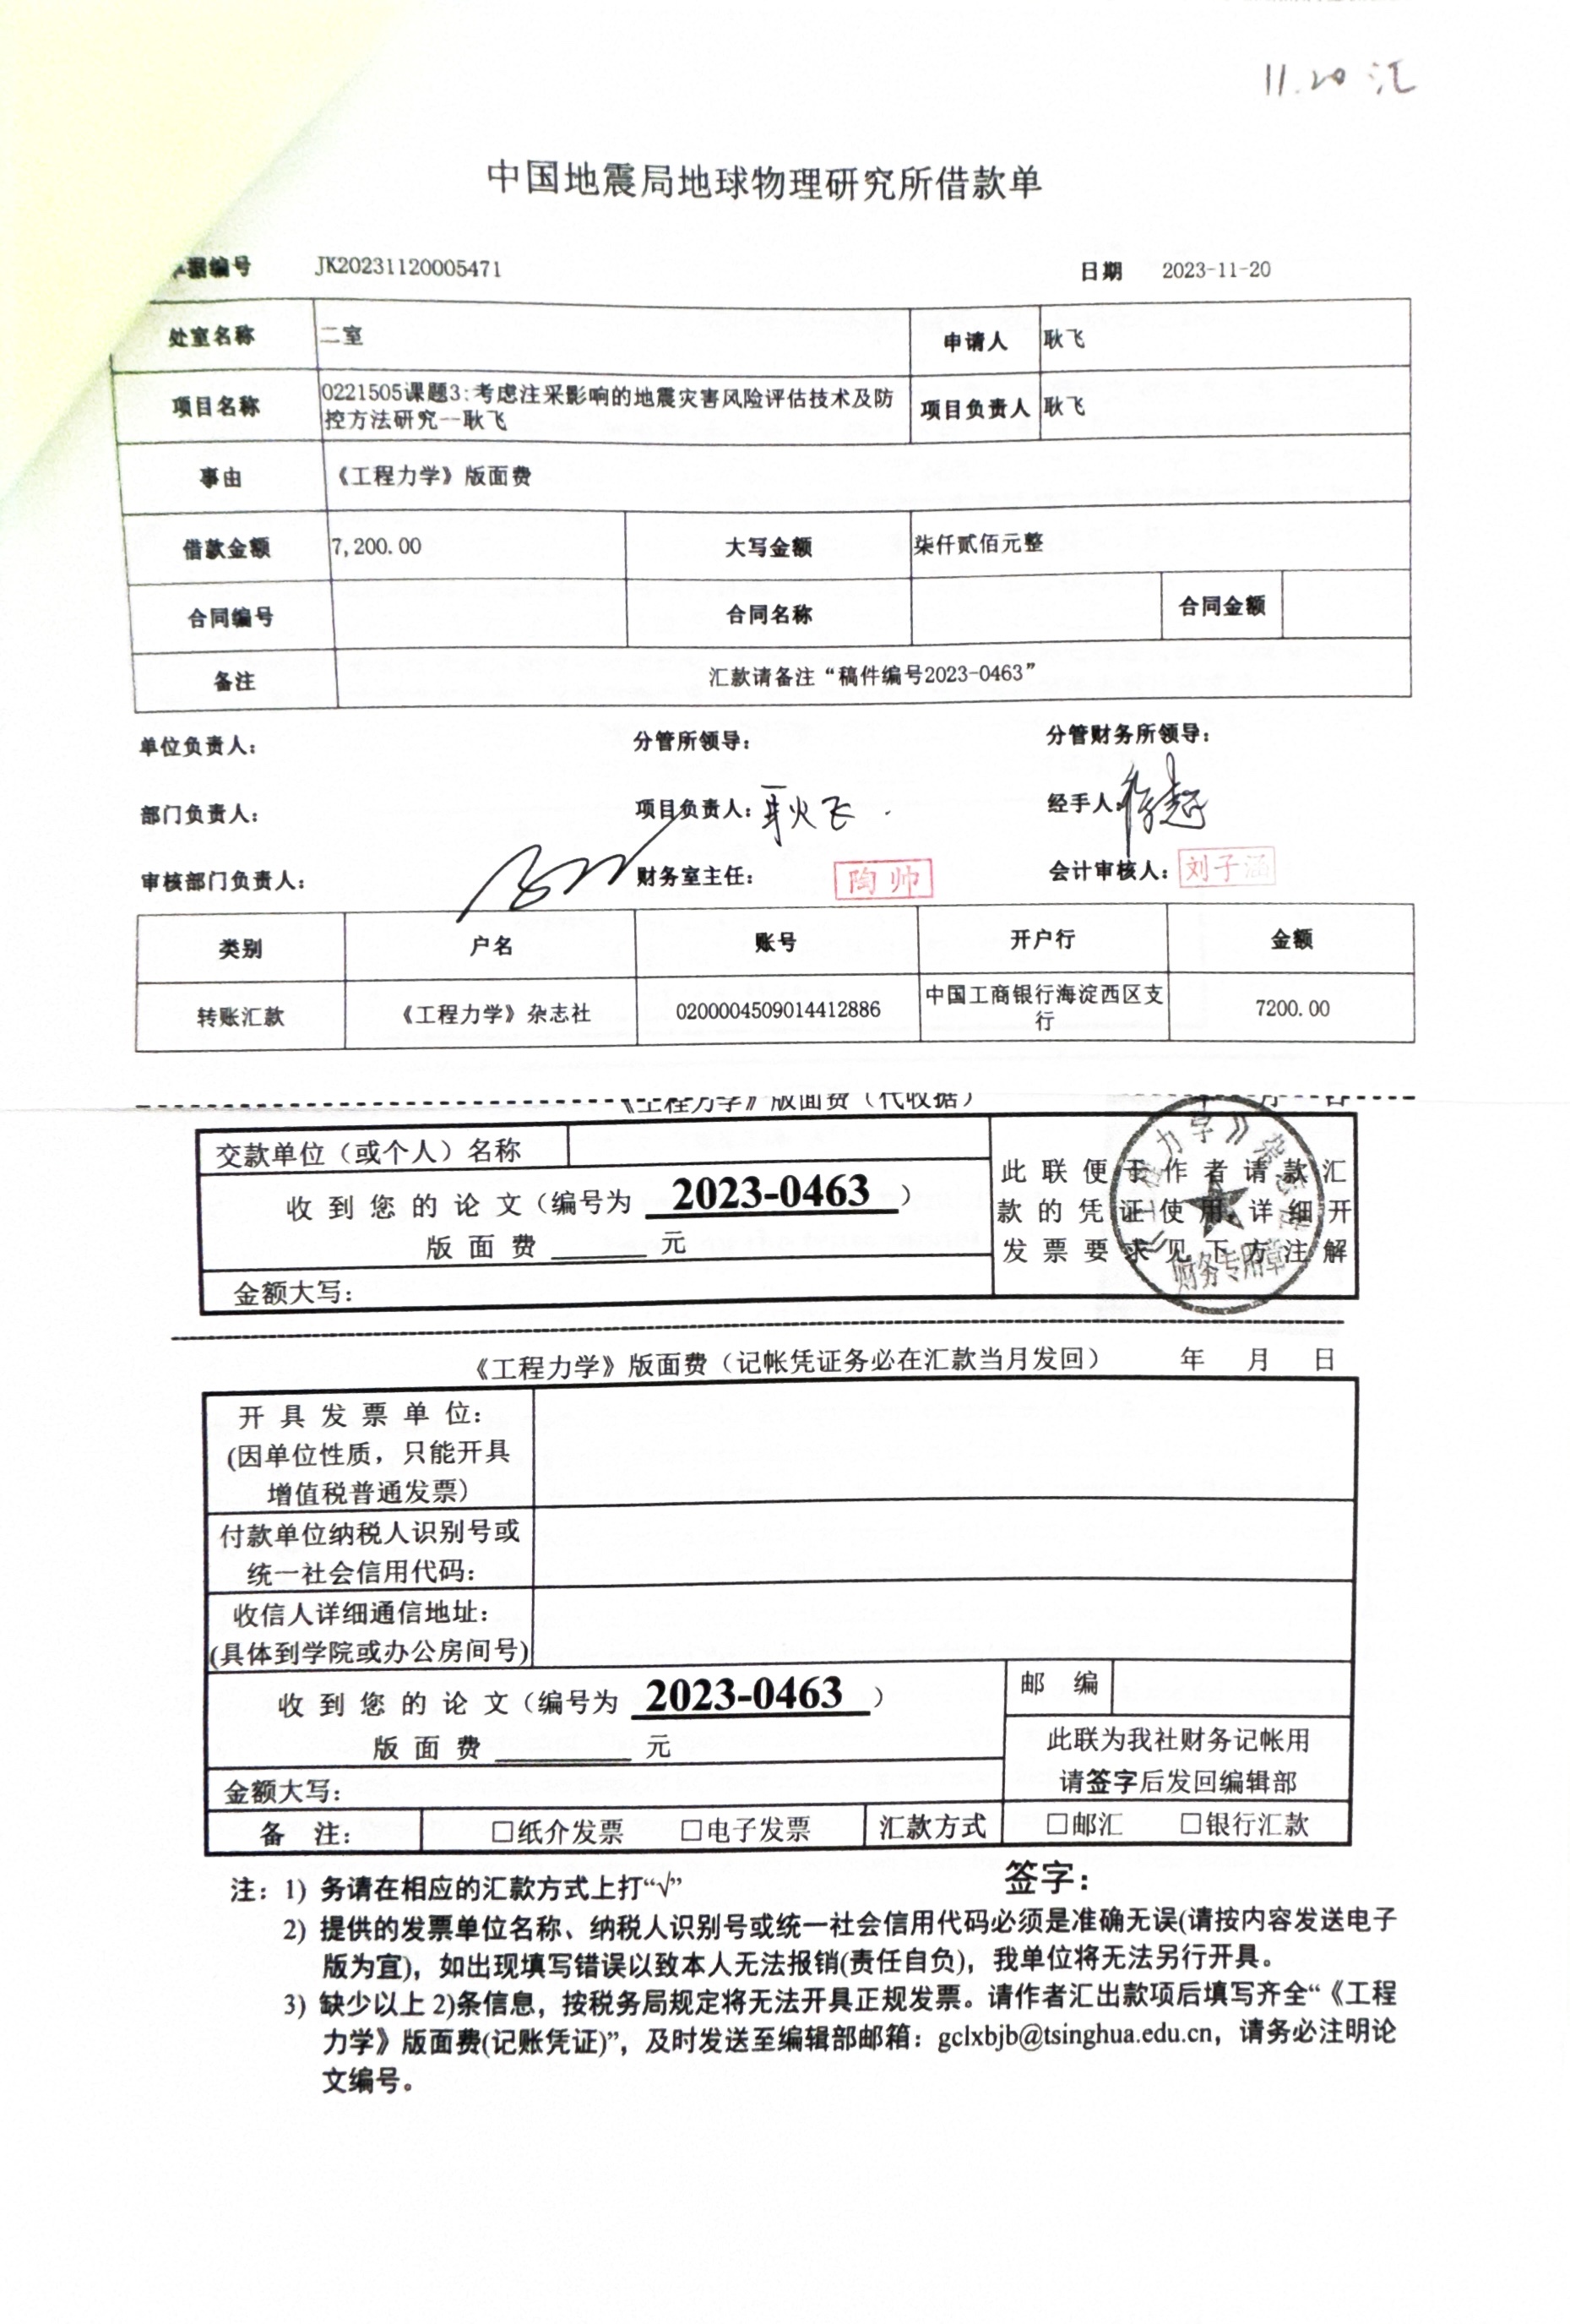 11.20 汇
中国地震局地球物理研究所借款单
据编号 JK20231120005471 日期 2023-11-20
处室名称 二室 申请人 耿飞
项目名称 0221505课题3:考虑注采影响的地震灾害风险评估技术及防
控方法研究--耿飞 项目负责人 耿飞
事由 《工程力学》版面费
借款金额 7,200.00 大写金额 柒仟贰佰元整
合同编号 合同名称 合同金额
备注 汇款请备注“稿件编号2023-0463”
单位负责人: 分管所领导: 分管财务所领导:
部门负责人: 项目负责人: 耿飞 经手人:
审核部门负责人: 财务室主任: 陶帅 会计审核人: 刘子涵
类别 户名 账号 开户行 金额
转账汇款 《工程力学》杂志社 0200004509014412886 中国工商银行海淀西区支
行 7200.00
《工程力学》版面费（代收据） 月 日
交款单位（或个人）名称
收到您的论文（编号为 2023-0463 ）
版面费 元
金额大写:
此联便于作者请款汇
款的凭证使用,详细开
发票要求见下方注解
《工程力学》杂志社
财务专用章
《工程力学》版面费（记帐凭证务必在汇款当月发回） 年 月 日
开具发票单位:
(因单位性质，只能开具
增值税普通发票)
付款单位纳税人识别号或
统一社会信用代码:
收信人详细通信地址:
(具体到学院或办公房间号)
收到您的论文（编号为 2023-0463 ） 邮 编
版面费 元
金额大写:
此联为我社财务记帐用
请签字后发回编辑部
备 注: □纸介发票 □电子发票 汇款方式 □邮汇 □银行汇款
签字:
注: 1) 务请在相应的汇款方式上打“√”
2) 提供的发票单位名称、纳税人识别号或统一社会信用代码必须是准确无误(请按内容发送电子
版为宜)，如出现填写错误以致本人无法报销(责任自负)，我单位将无法另行开具。
3) 缺少以上 2)条信息，按税务局规定将无法开具正规发票。请作者汇出款项后填写齐全“《工程
力学》版面费(记账凭证)”，及时发送至编辑部邮箱: gclxbjb@tsinghua.edu.cn，请务必注明论
文编号。